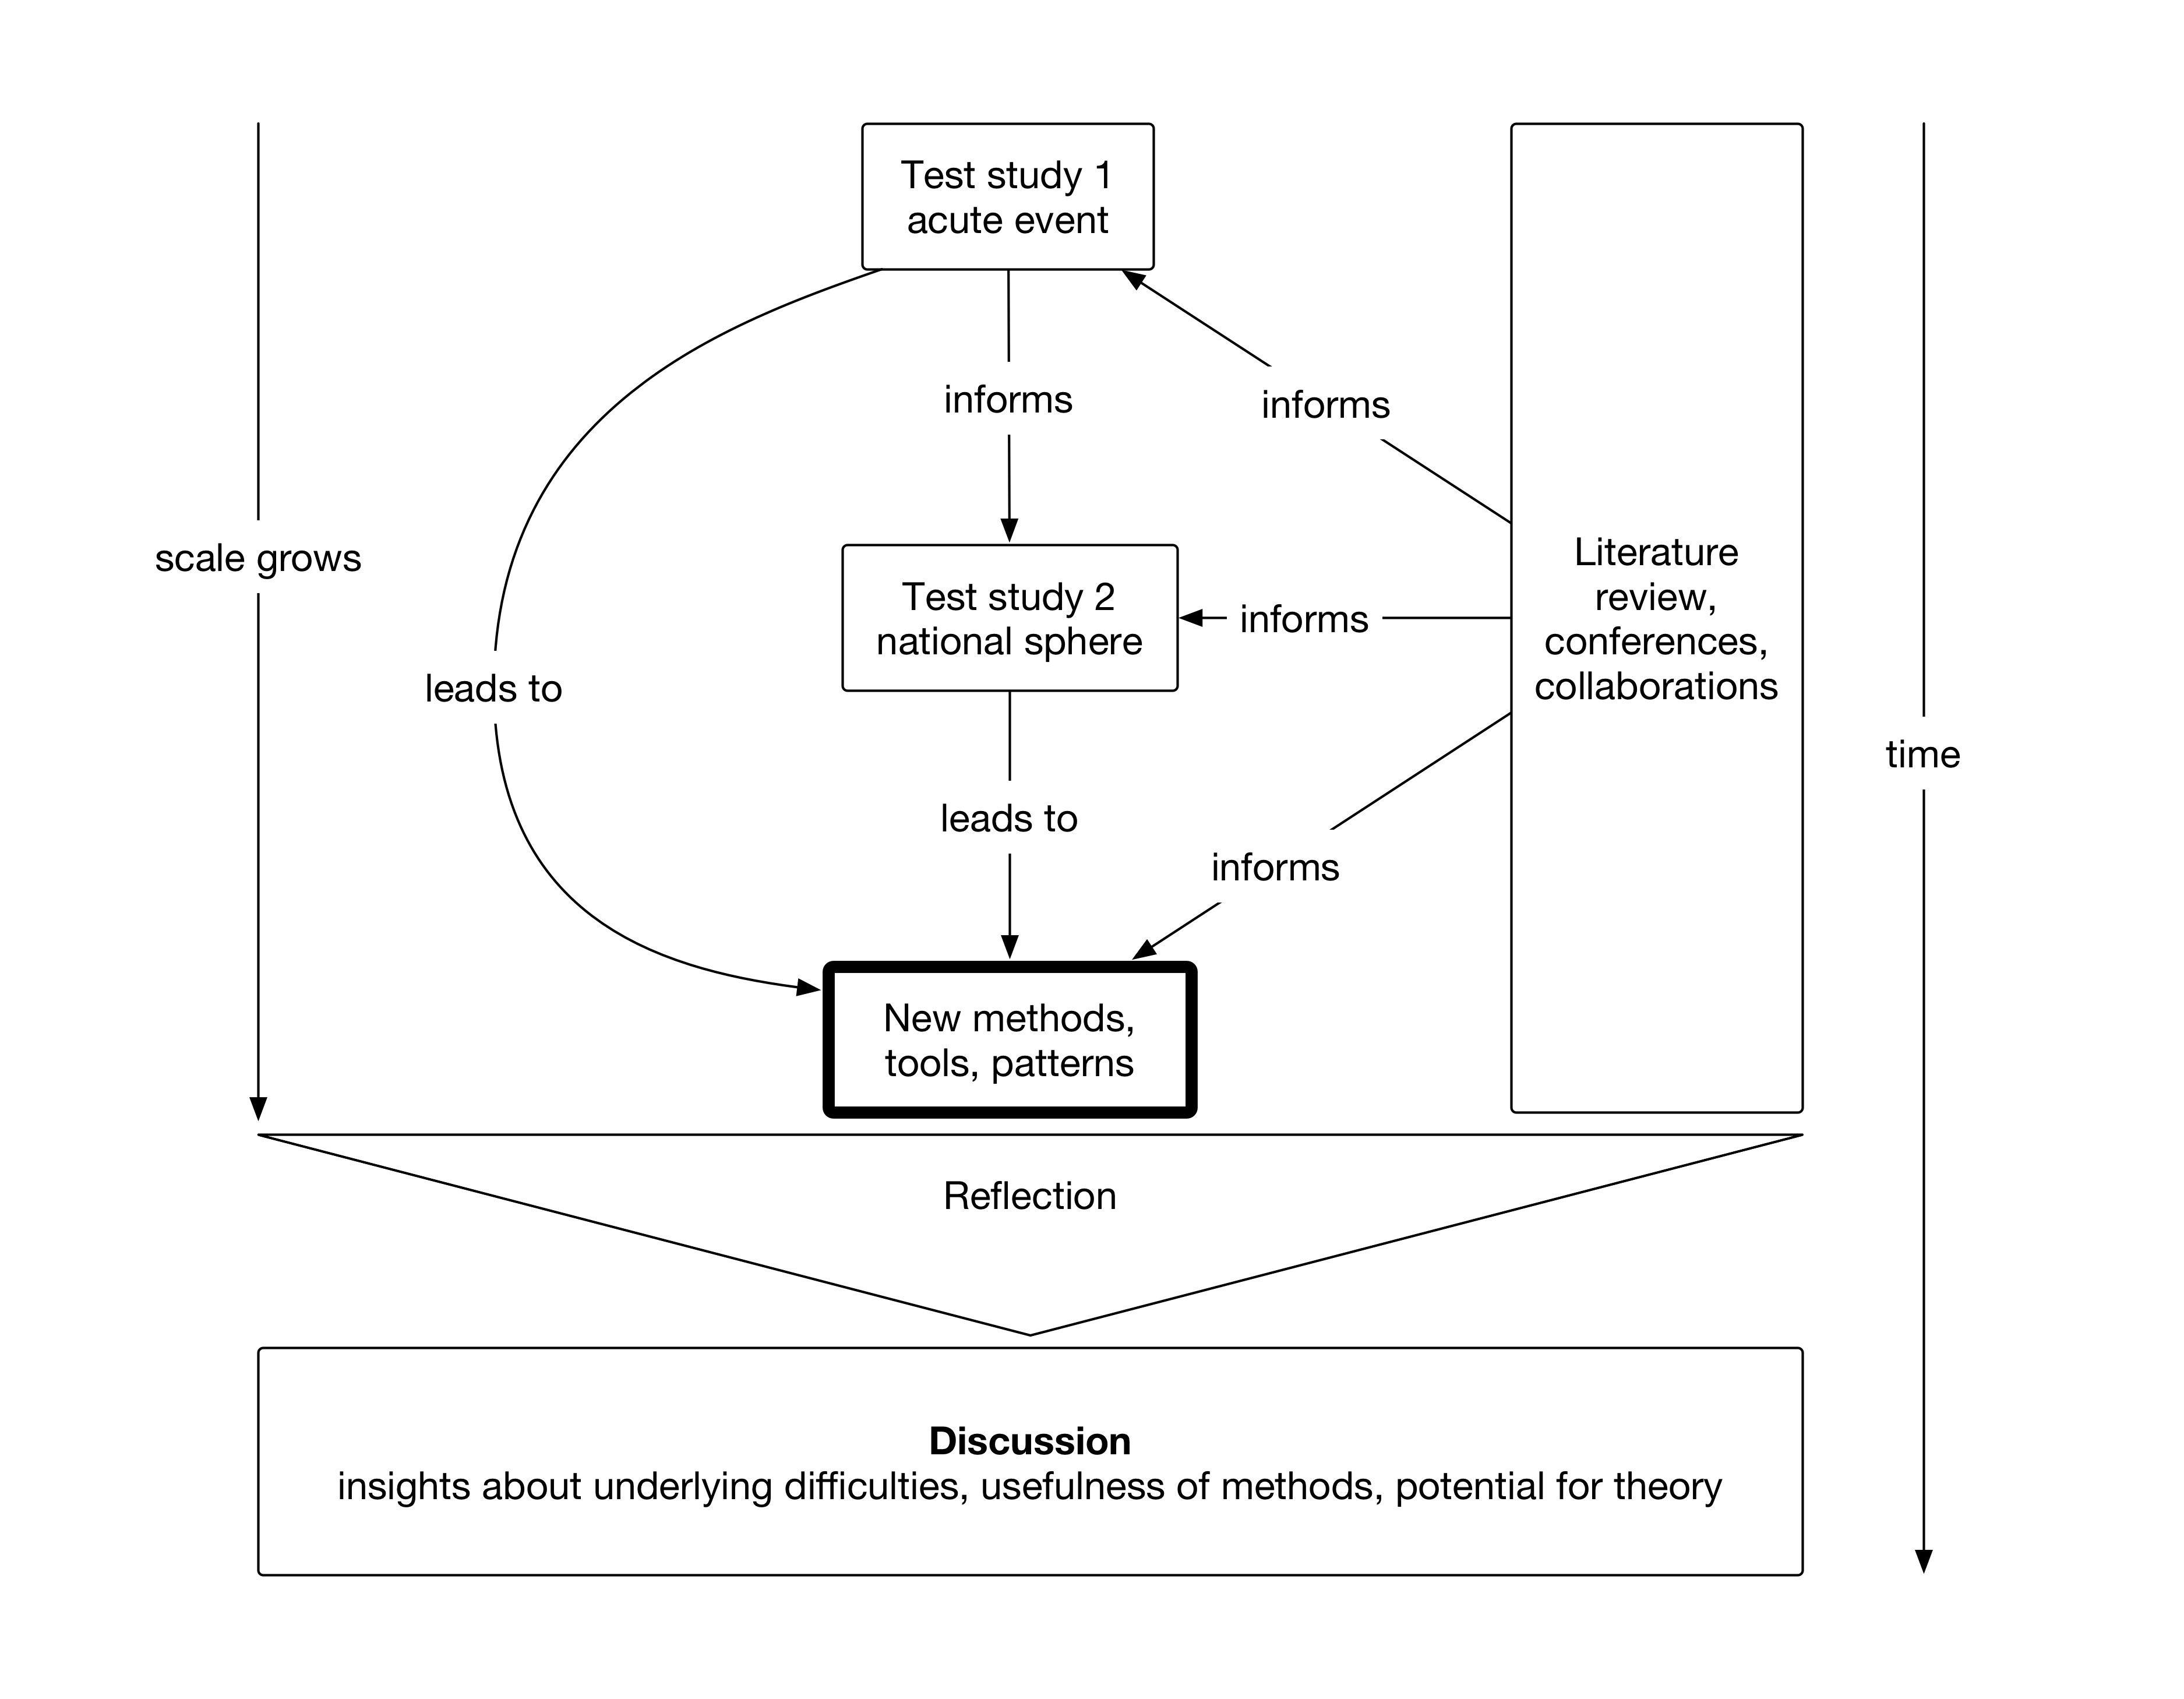 Test study 1
acute event
informs
informs
scale grows
Test study 2
national sphere
informs
Literature
review,
conferences,
collaborations
leads to
time
leads to
informs
New methods,
tools, patterns
Reflection
Discussion
insights about underlying difficulties, usefulness of methods, potential for theory